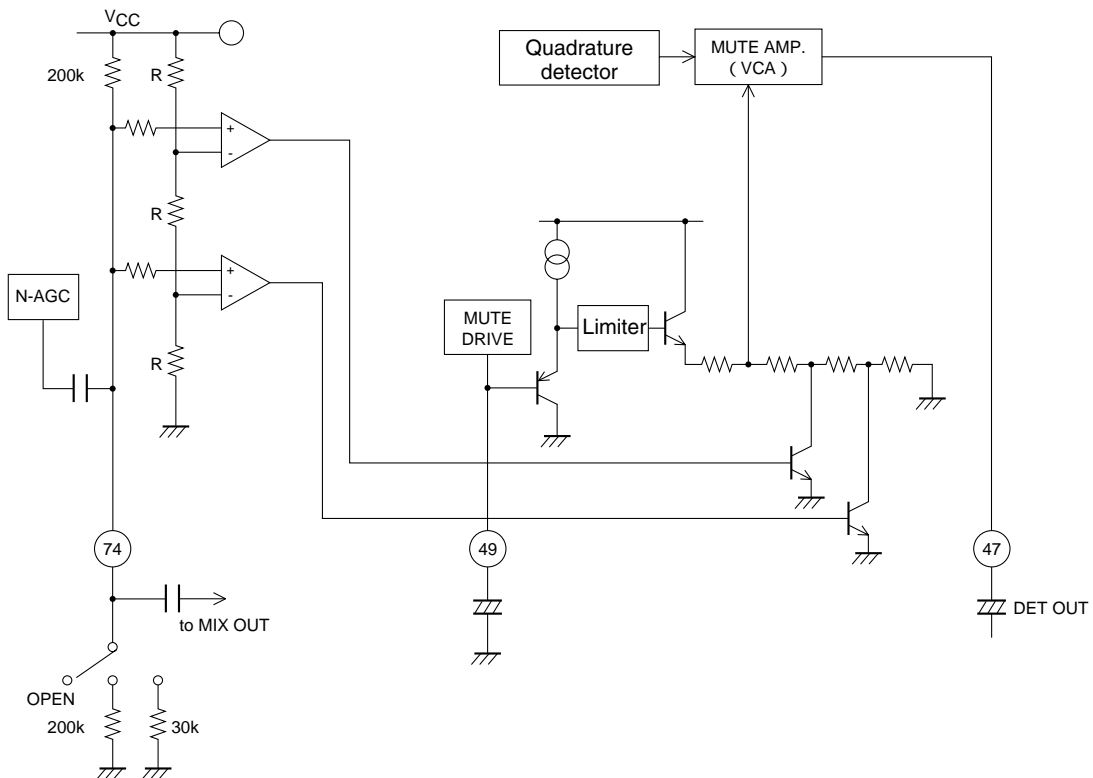 VCC
200k
R
Quadrature
detector
MUTE AMP.
( VCA )
+
-
R
+
-
N-AGC
MUTE
DRIVE
Limiter
R
74
49
47
to MIX OUT
DET OUT
OPEN
200k
30k